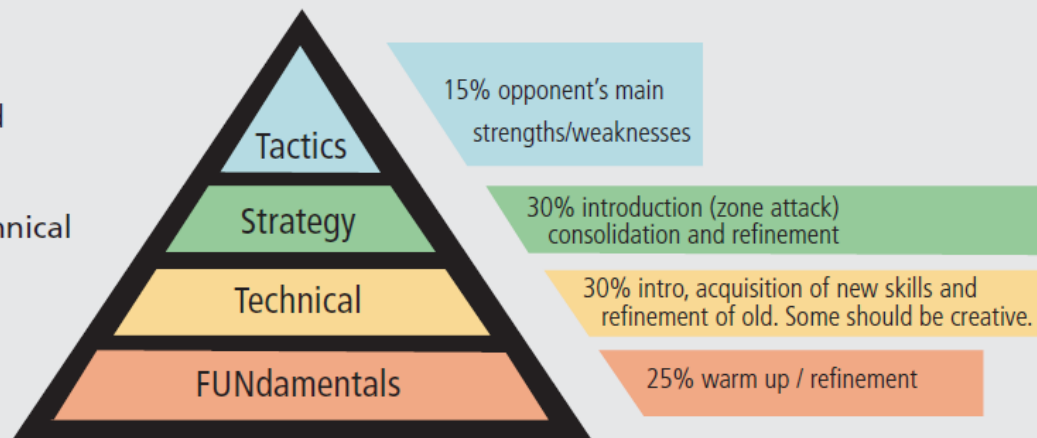 Tactics
15% opponent's main
strengths/weaknesses
Strategy
30% introduction (zone attack)
consolidation and refinement
Technical
30% intro, acquisition of new skills and
refinement of old. Some should be creative.
FUNdamentals
25% warm up / refinement